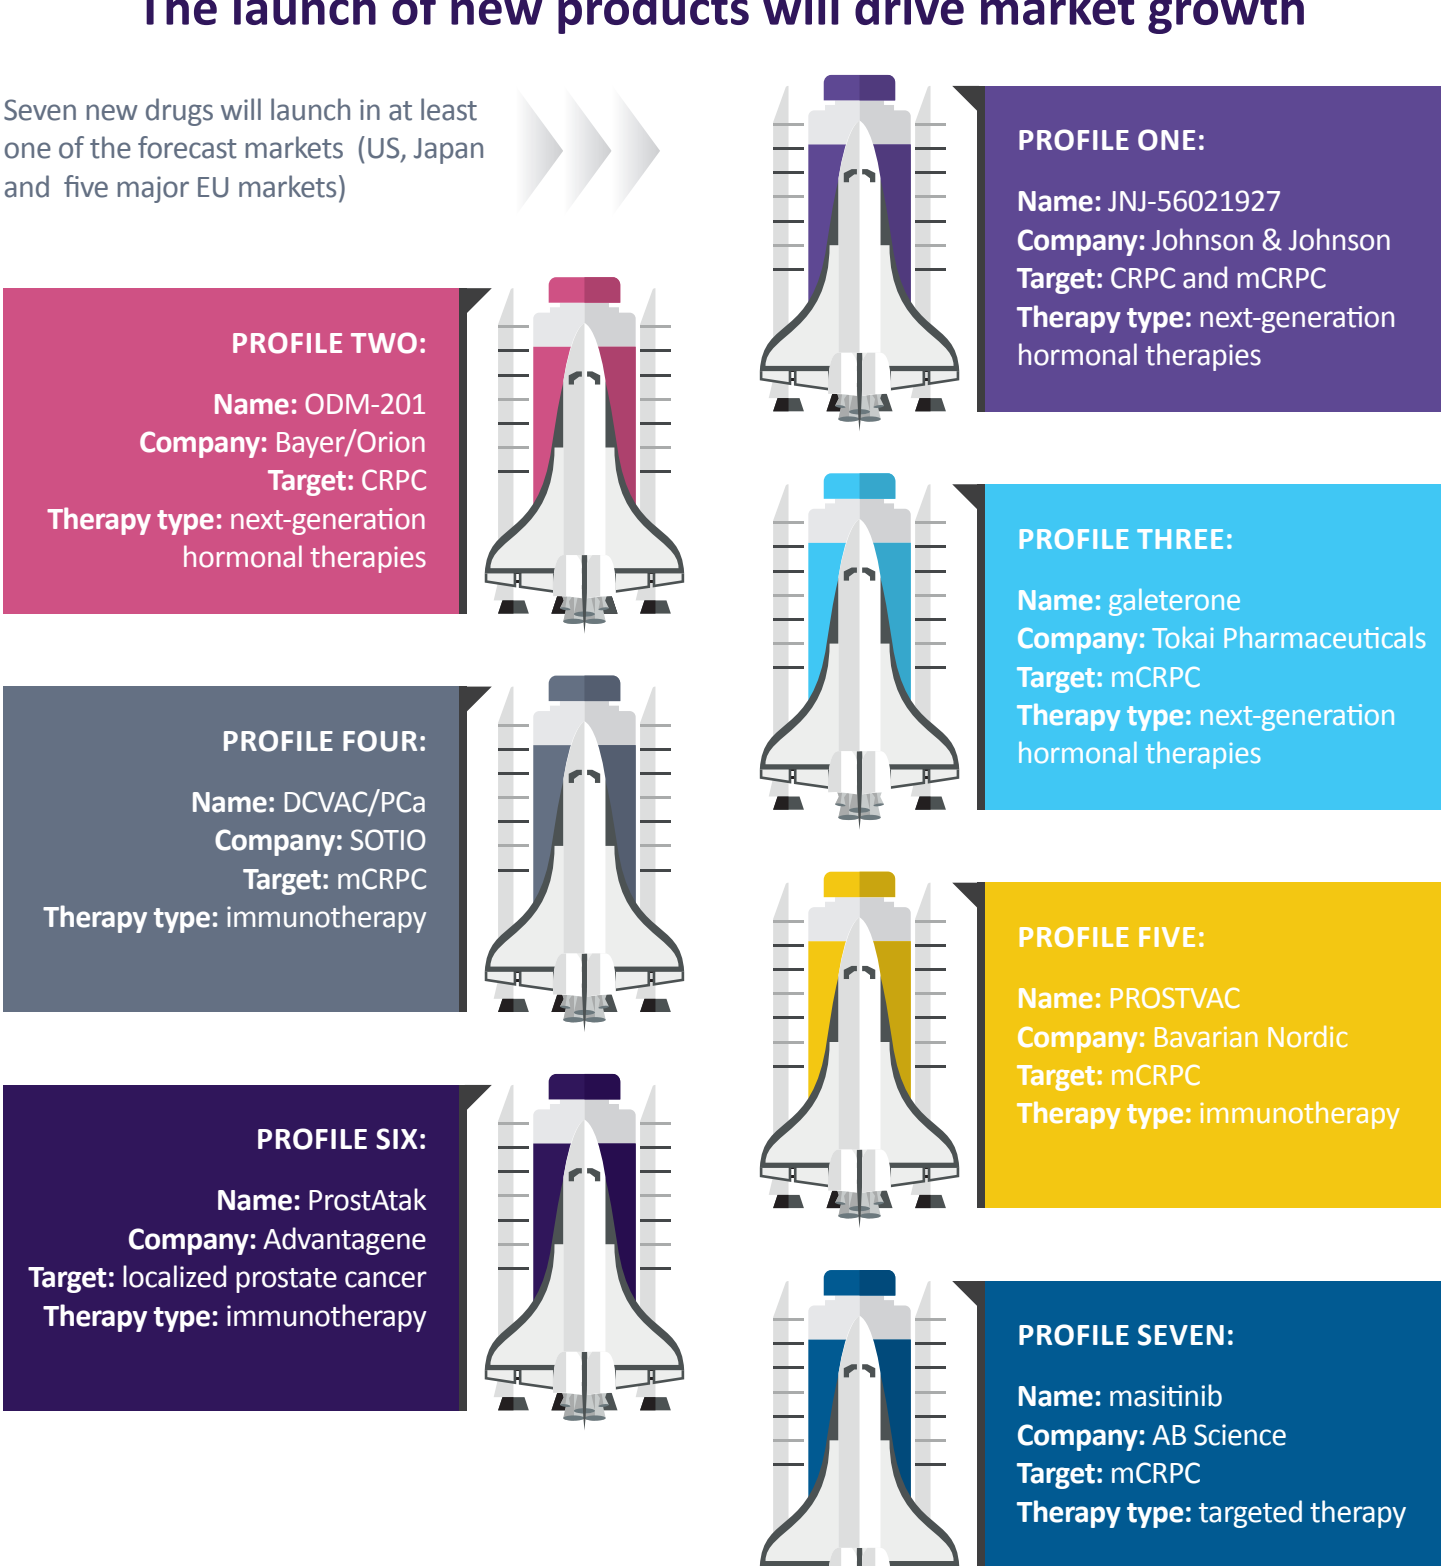 The launch of new products will drive market growth
Seven new drugs will launch in at least
one of the forecast markets (US, Japan
and five major EU markets)
PROFILE ONE:
Name: JNJ-56021927
Company: Johnson & Johnson
Target: CRPC and mCRPC
Therapy type: next-generation
hormonal therapies
PROFILE TWO:
Name: ODM-201
Company: Bayer/Orion
Target: CRPC
Therapy type: next-generation
hormonal therapies
PROFILE THREE:
Name: galeterone
Company: Tokai Pharmaceuticals
Target: mCRPC
Therapy type: next-generation
hormonal therapies
PROFILE FOUR:
Name: DCVAC/PCa
Company: SOTIO
Target: mCRPC
Therapy type: immunotherapy
PROFILE FIVE:
Name: PROSTVAC
Company: Bavarian Nordic
Target: mCRPC
Therapy type: immunotherapy
PROFILE SIX:
Name: ProstAtak
Company: Advantagene
Target: localized prostate cancer
Therapy type: immunotherapy
PROFILE SEVEN:
Name: masitinib
Company: AB Science
Target: mCRPC
Therapy type: targeted therapy